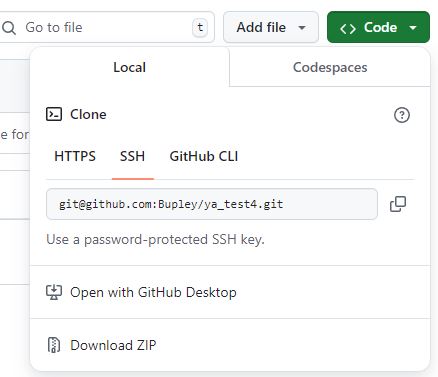 Go to file t Add file Code
Local Codespaces
Clone
e for
HTTPS SSH GitHub CLI
git@github.com:Bupley/ya_test4.git
Use a password-protected SSH key.
Open with GitHub Desktop
Download ZIP